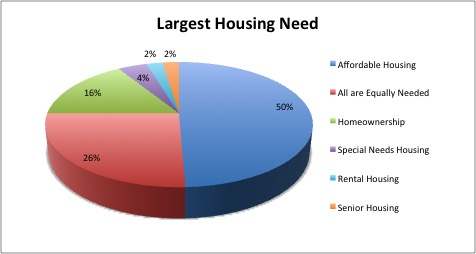 Largest Housing Need
2% 2%
4%
16%
50%
26%
Affordable Housing
All are Equally Needed
Homeownership
Special Needs Housing
Rental Housing
Senior Housing